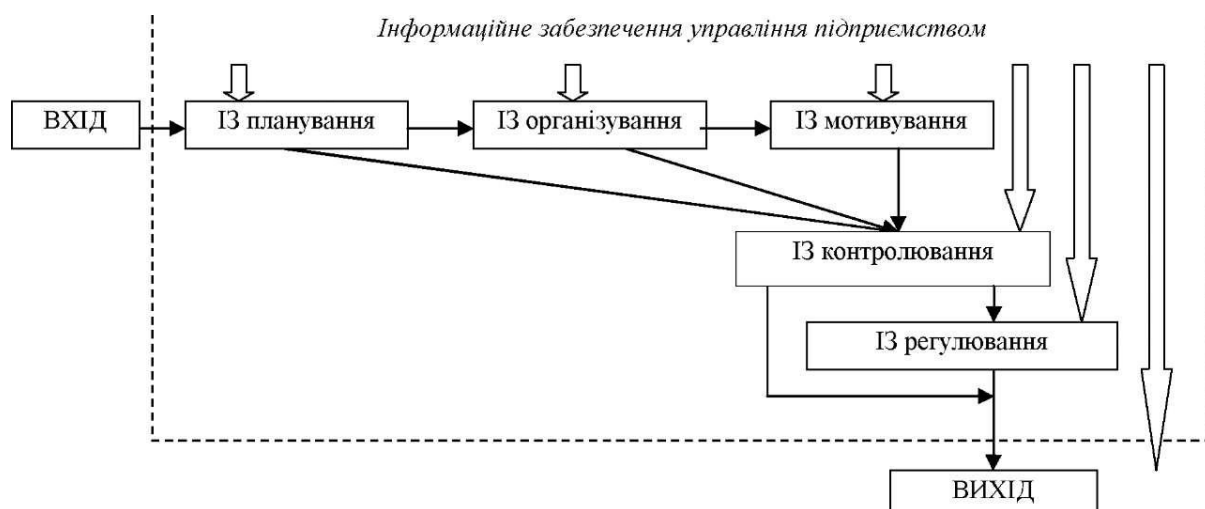 Інформаційне забезпечення управління підприємством
ВХІД
ІЗ планування
ІЗ організування
ІЗ мотивування
ІЗ контролювання
ІЗ регулювання
ВИХІД